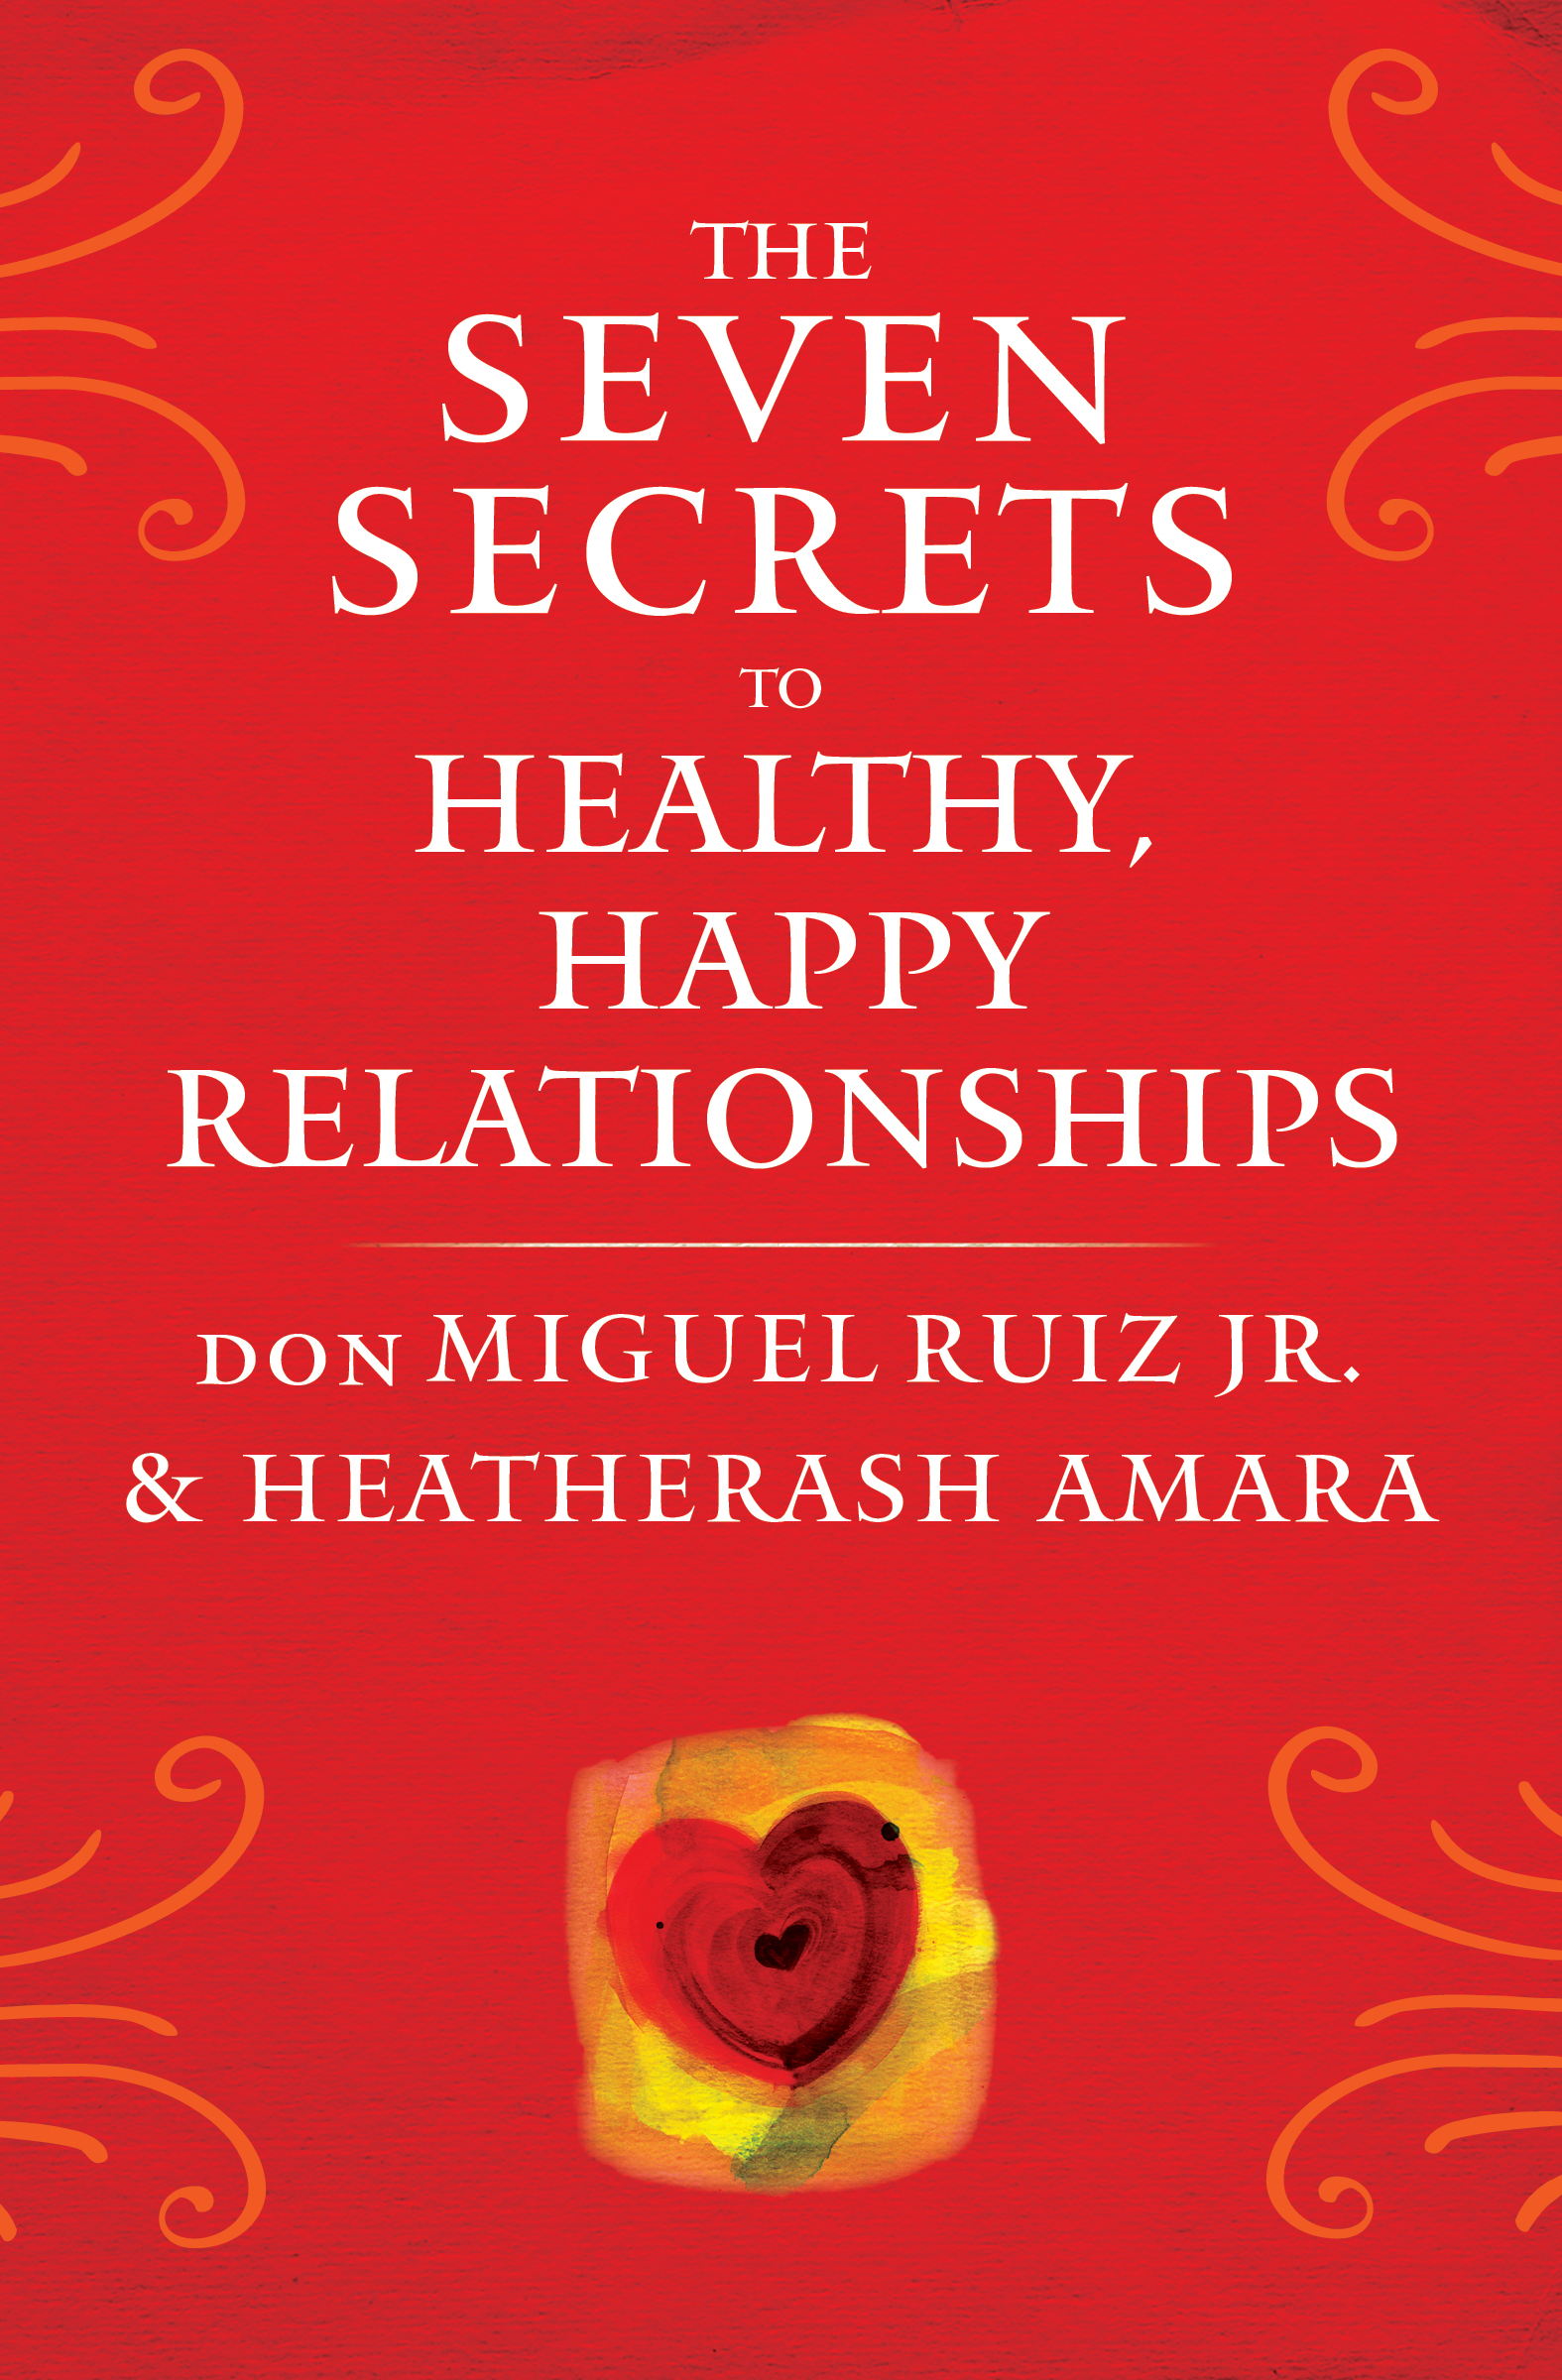 THE
SEVEN
SECRETS
TO
HEALTHY,
HAPPY
RELATIONSHIPS
DON MIGUEL RUIZ JR.
& HEATHERASH AMARA